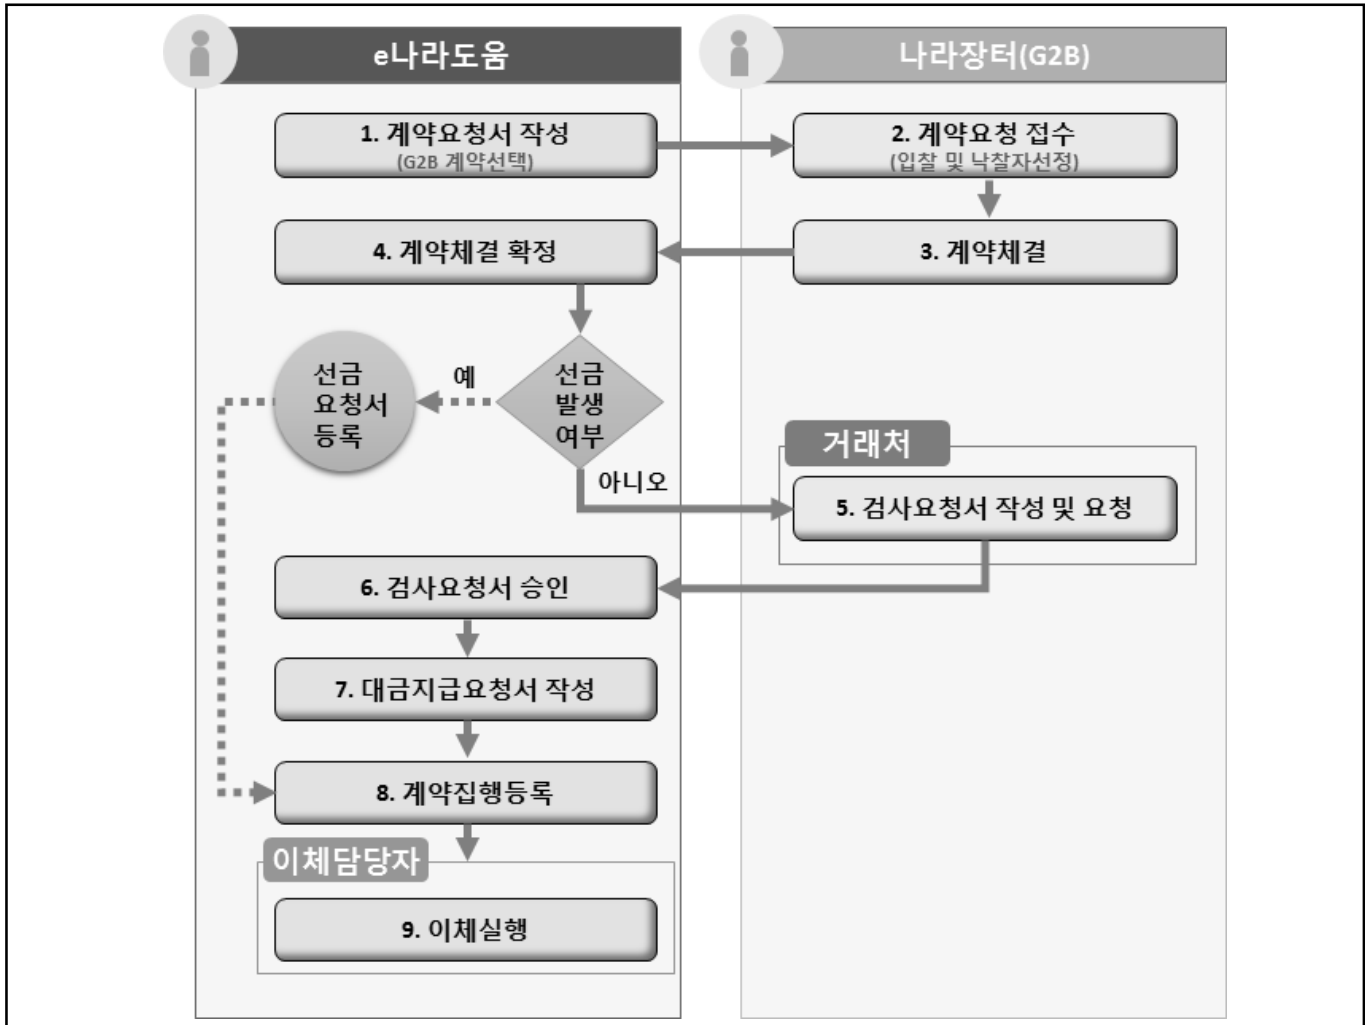 e나라도움
나라장터(G2B)
1. 계약요청서 작성
(G2B 계약선택)
2. 계약요청 접수
(입찰 및 낙찰자선정)
4. 계약체결 확정
3. 계약체결
선금
요청서
등록
예
선금
발생
여부
아니오
거래처
5. 검사요청서 작성 및 요청
6. 검사요청서 승인
7. 대금지급요청서 작성
8. 계약집행등록
이체담당자
9. 이체실행